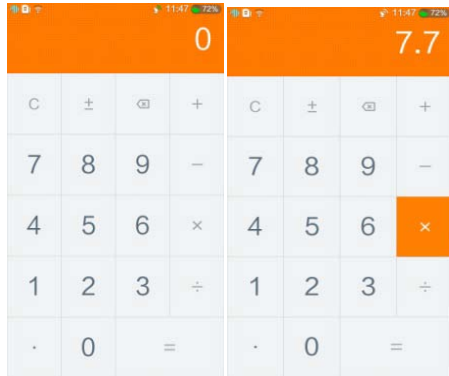 11:47 72%
0
C ± +
7 8 9 −
4 5 6 ×
1 2 3 ÷
. 0 =
11:47 72%
7.7
C ± +
7 8 9 −
4 5 6 ×
1 2 3 ÷
. 0 =